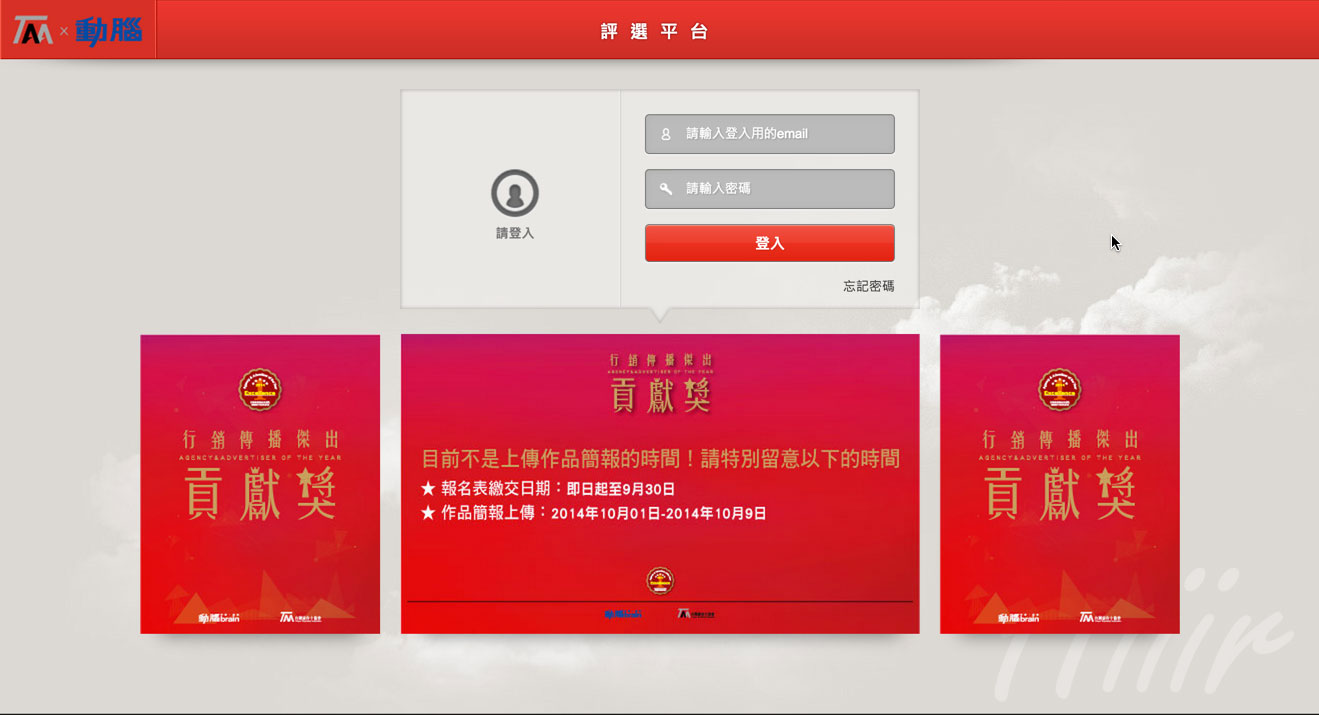 TAA × 動腦
評選平台
請輸入登入用的email
請輸入密碼
請登入
登入
忘記密碼
行銷傳播傑出
AGENCY&ADVERTISER OF THE YEAR
貢獻獎
動腦brain
TAA
行銷傳播傑出
AGENCY&ADVERTISER OF THE YEAR
貢獻獎
目前不是上傳作品簡報的時間！請特別留意以下的時間
★ 報名表繳交日期：即日起至9月30日
★ 作品簡報上傳：2014年10月01日-2014年10月9日
動腦brain
TAA
行銷傳播傑出
AGENCY&ADVERTISER OF THE YEAR
貢獻獎
動腦brain
TAA